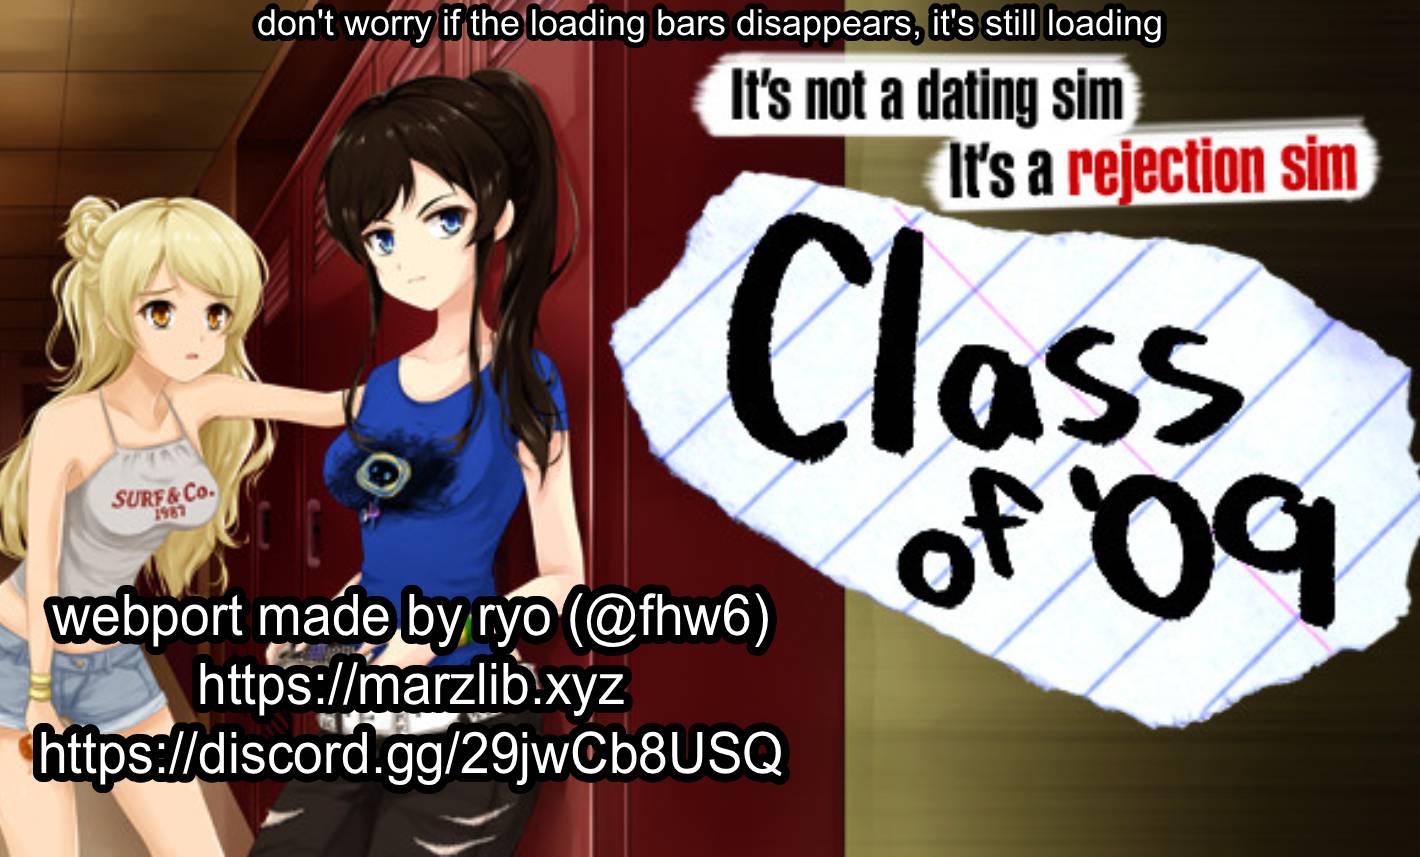 don't worry if the loading bars disappears, it's still loading
It's not a dating sim
It's a rejection sim
Class
of '09
SURF & Co.
1987
webport made by ryo (@fhw6)
https://marzlib.xyz
https://discord.gg/29jwCb8USQ